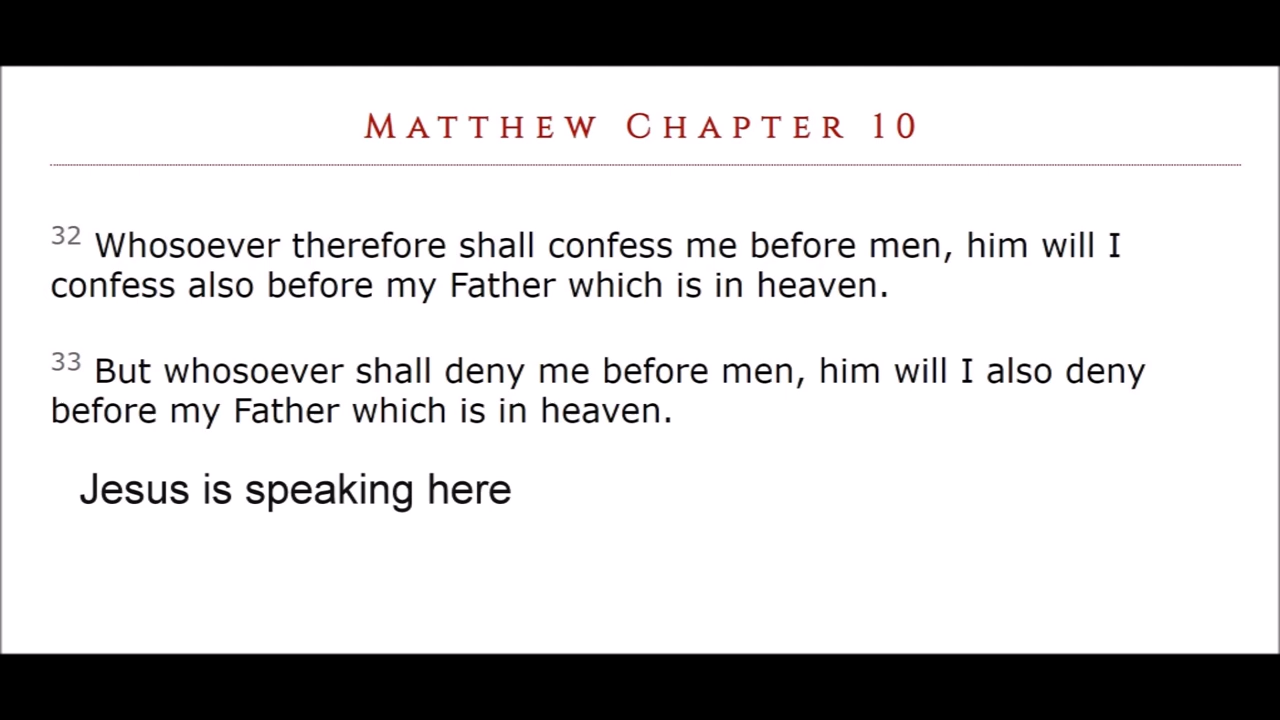 Matthew Chapter 10
32 Whosoever therefore shall confess me before men, him will I
confess also before my Father which is in heaven.
33 But whosoever shall deny me before men, him will I also deny
before my Father which is in heaven.
Jesus is speaking here